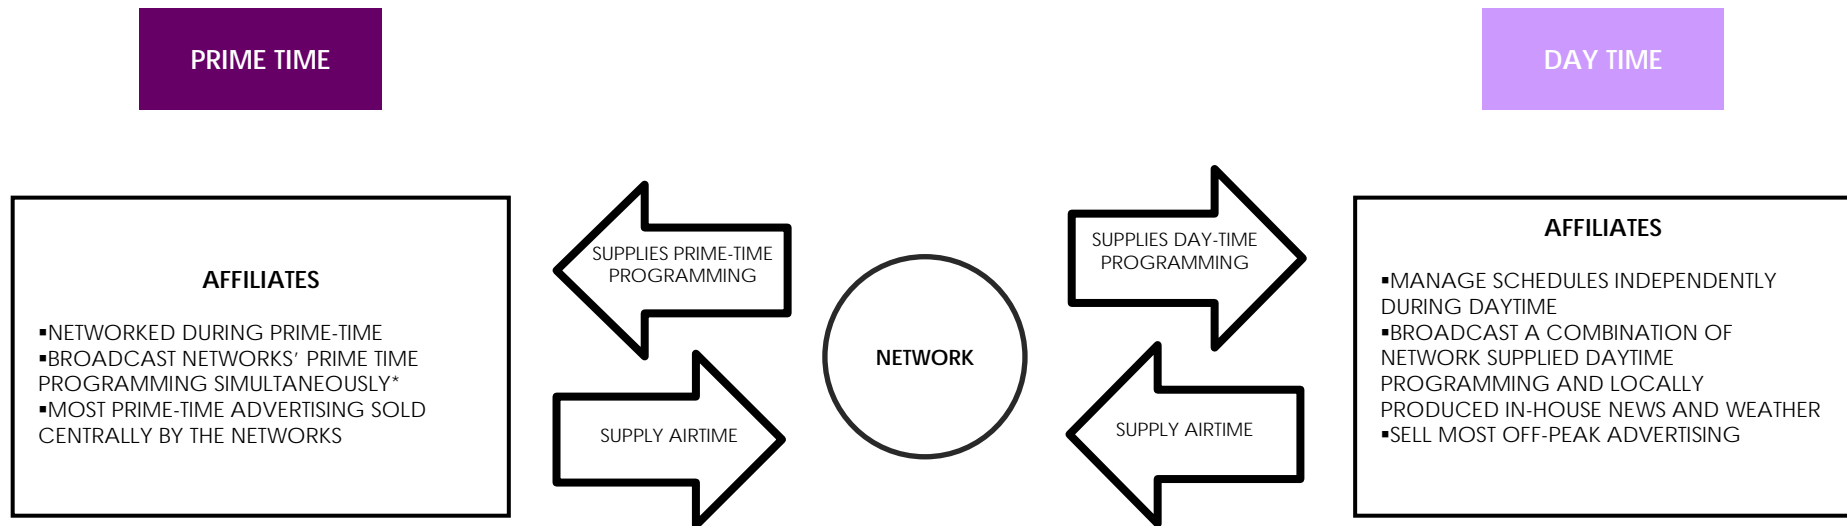 PRIME TIME
DAY TIME
AFFILIATES
▪NETWORKED DURING PRIME-TIME
▪BROADCAST NETWORKS’ PRIME TIME
PROGRAMMING SIMULTANEOUSLY*
▪MOST PRIME-TIME ADVERTISING SOLD
CENTRALLY BY THE NETWORKS
SUPPLIES PRIME-TIME
PROGRAMMING
SUPPLY AIRTIME
NETWORK
SUPPLIES DAY-TIME
PROGRAMMING
SUPPLY AIRTIME
AFFILIATES
▪MANAGE SCHEDULES INDEPENDENTLY
DURING DAYTIME
▪BROADCAST A COMBINATION OF
NETWORK SUPPLIED DAYTIME
PROGRAMMING AND LOCALLY
PRODUCED IN-HOUSE NEWS AND WEATHER
▪SELL MOST OFF-PEAK ADVERTISING